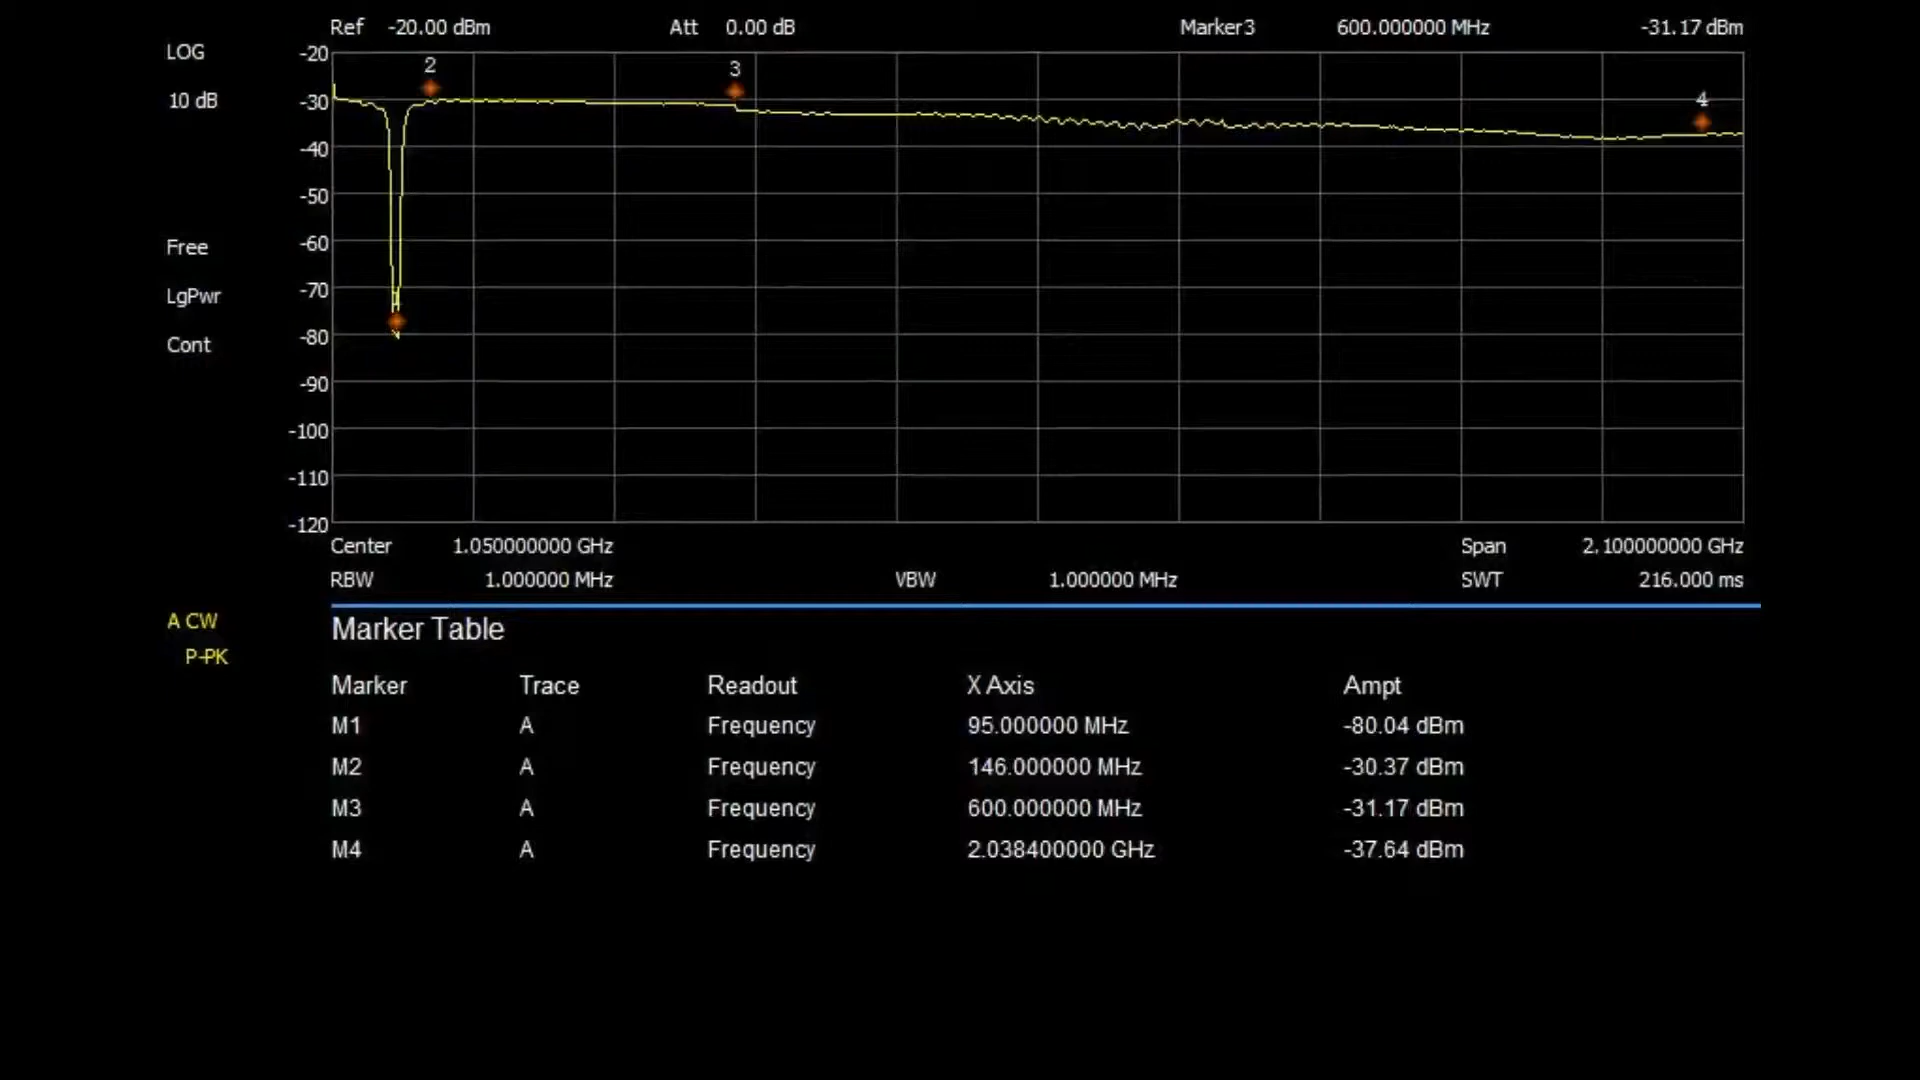 Ref -20.00 dBm Att 0.00 dB Marker3 600.000000 MHz -31.17 dBm
LOG
-20
2
3
10 dB
-30
4
-40
-50
Free
-60
LgPwr
-70
Cont
-80
-90
-100
-110
-120
Center 1.050000000 GHz Span 2.100000000 GHz
RBW 1.000000 MHz VBW 1.000000 MHz SWT 216.000 ms
A CW
Marker Table
P-PK
Marker Trace Readout X Axis Ampt
M1 A Frequency 95.000000 MHz -80.04 dBm
M2 A Frequency 146.000000 MHz -30.37 dBm
M3 A Frequency 600.000000 MHz -31.17 dBm
M4 A Frequency 2.038400000 GHz -37.64 dBm